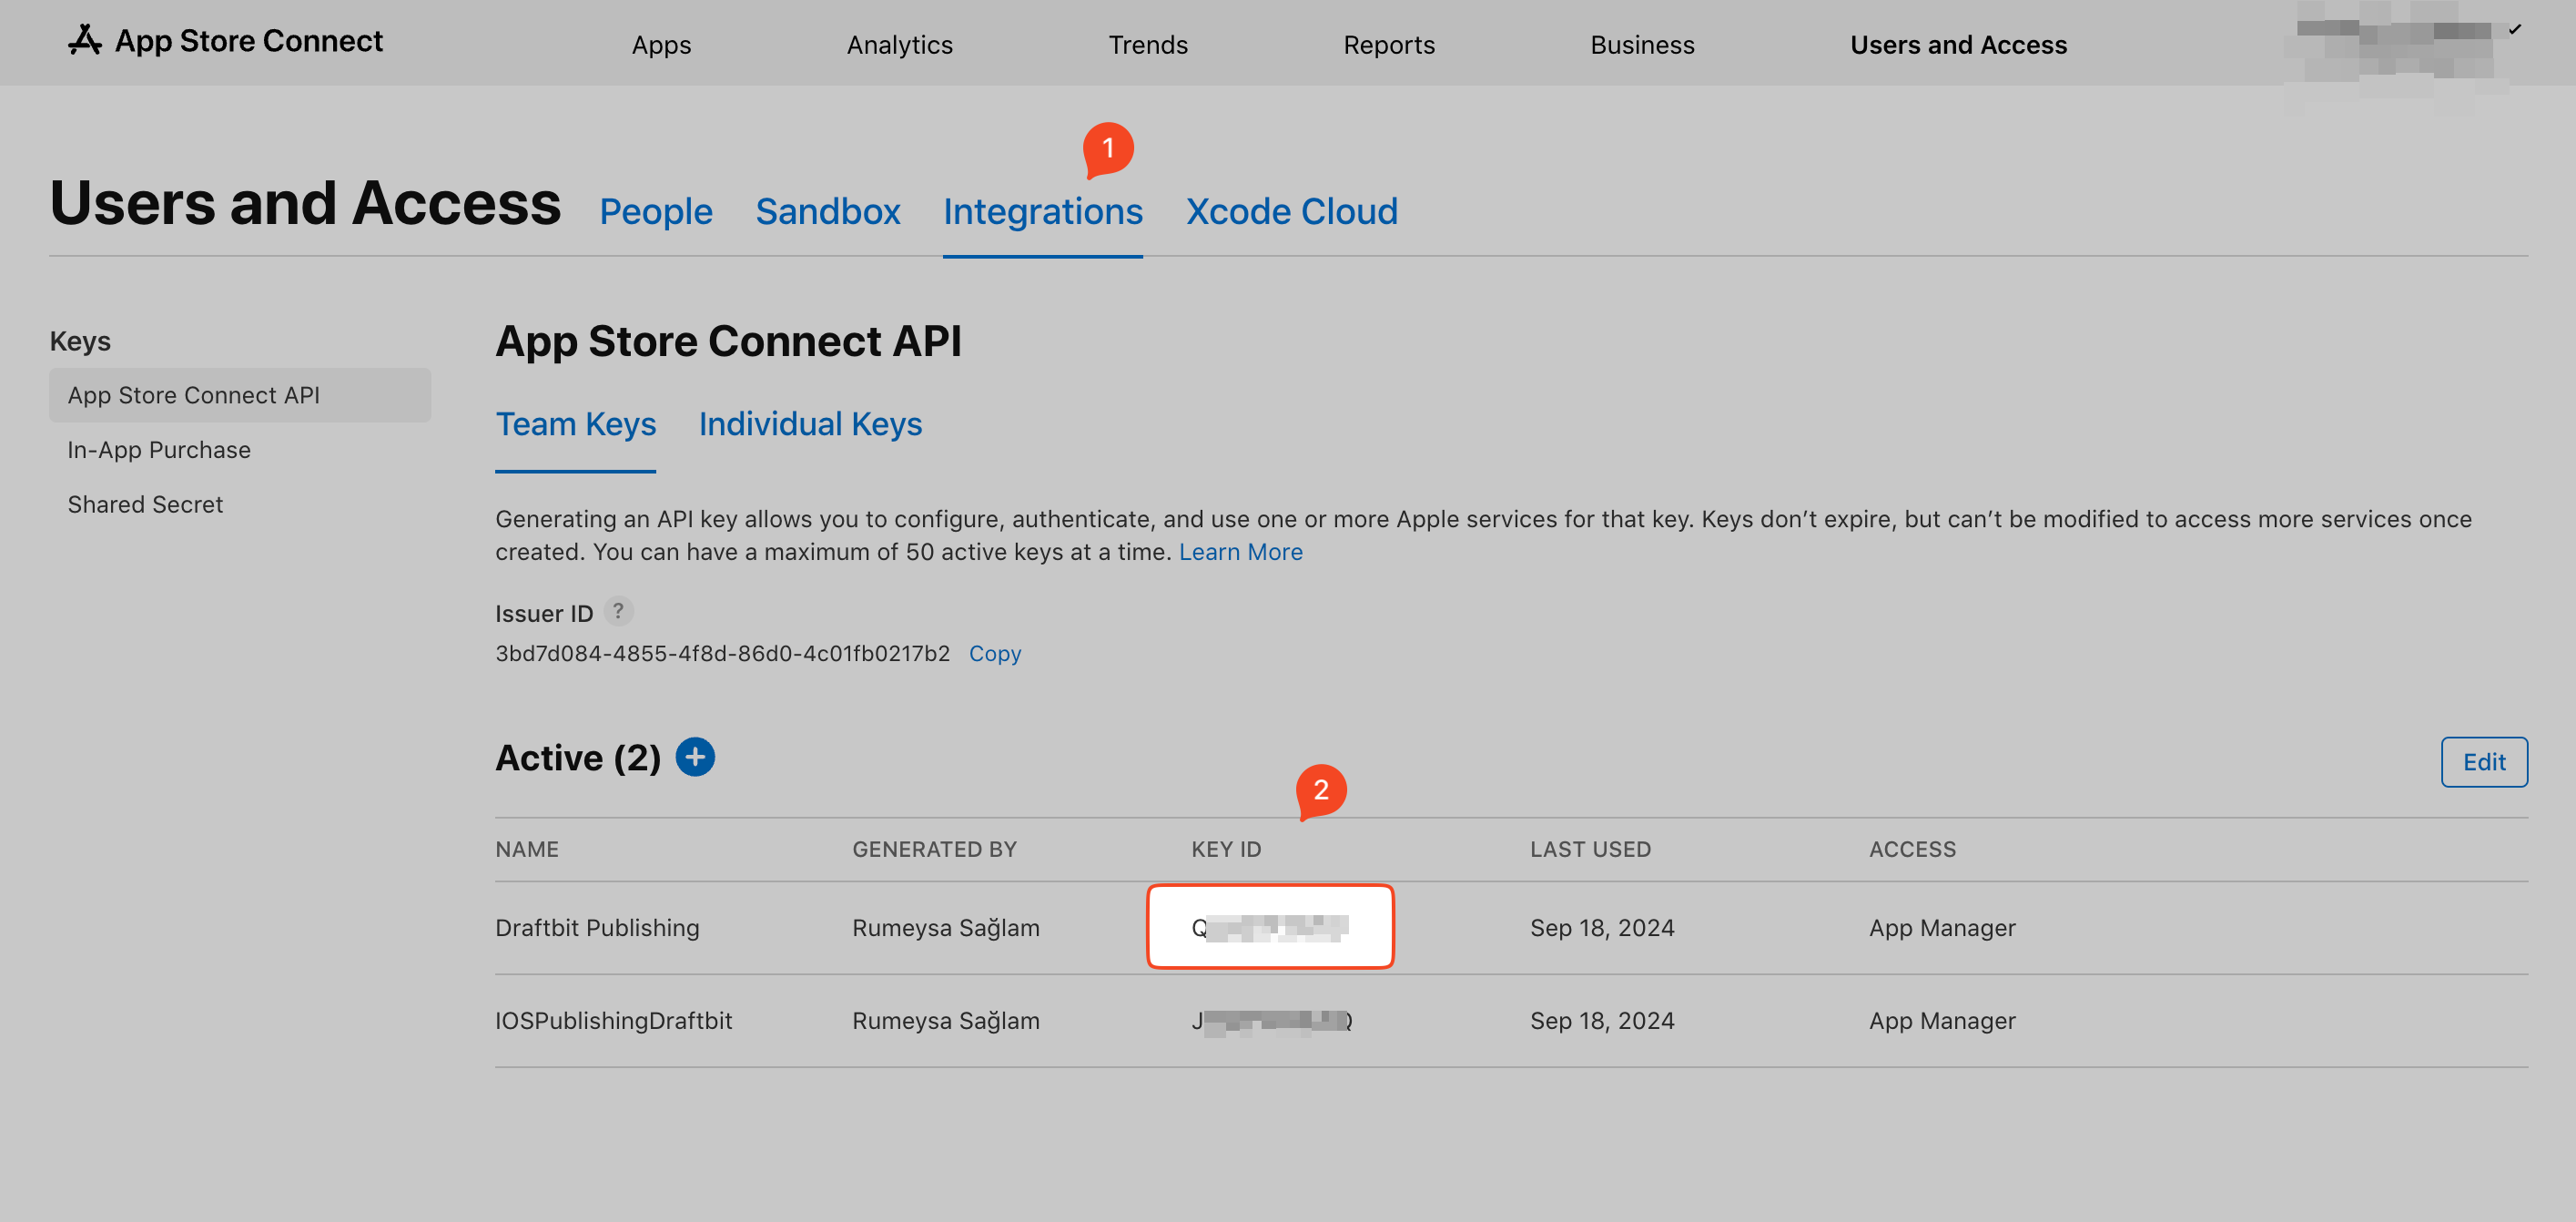 App Store Connect Apps Analytics Trends Reports Business Users and Access
1
Users and Access People Sandbox Integrations Xcode Cloud
Keys
App Store Connect API
In-App Purchase
Shared Secret
App Store Connect API
Team Keys Individual Keys
Generating an API key allows you to configure, authenticate, and use one or more Apple services for that key. Keys don’t expire, but can’t be modified to access more services once
created. You can have a maximum of 50 active keys at a time. Learn More
Issuer ID ?
3bd7d084-4855-4f8d-86d0-4c01fb0217b2 Copy
Active (2) + Edit
2
NAME GENERATED BY KEY ID LAST USED ACCESS
Draftbit Publishing Rumeysa Sağlam Sep 18, 2024 App Manager
IOSPublishingDraftbit Rumeysa Sağlam Sep 18, 2024 App Manager